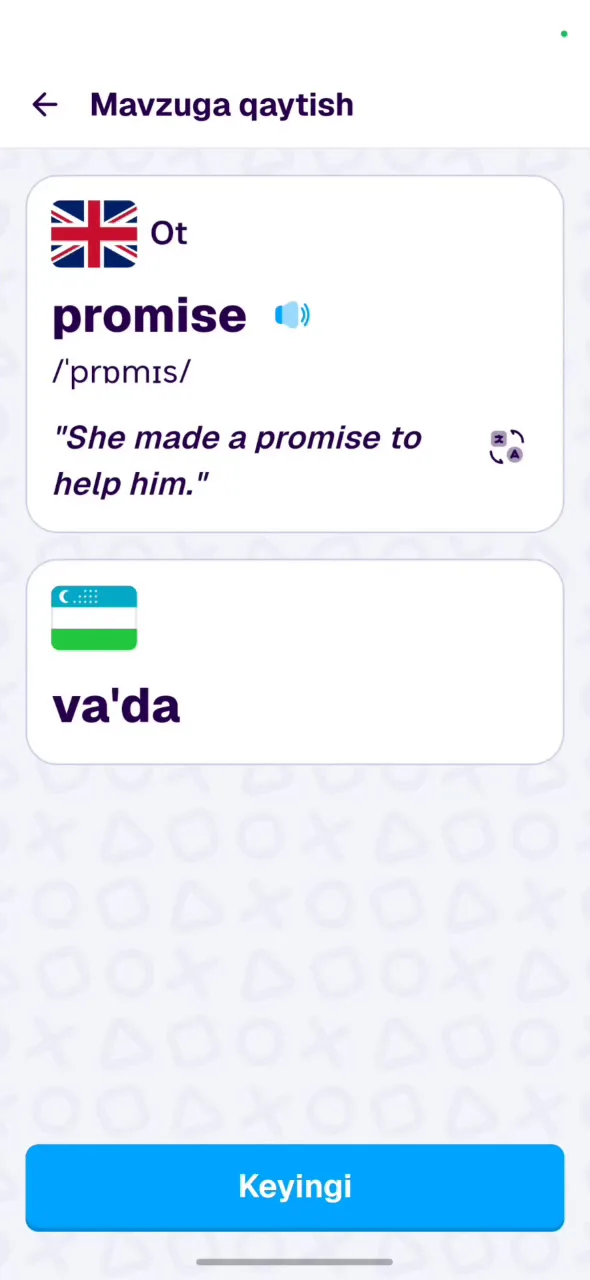 Mavzuga qaytish
Ot
promise
/ˈprɒmɪs/
"She made a promise to
help him."
va'da
Keyingi